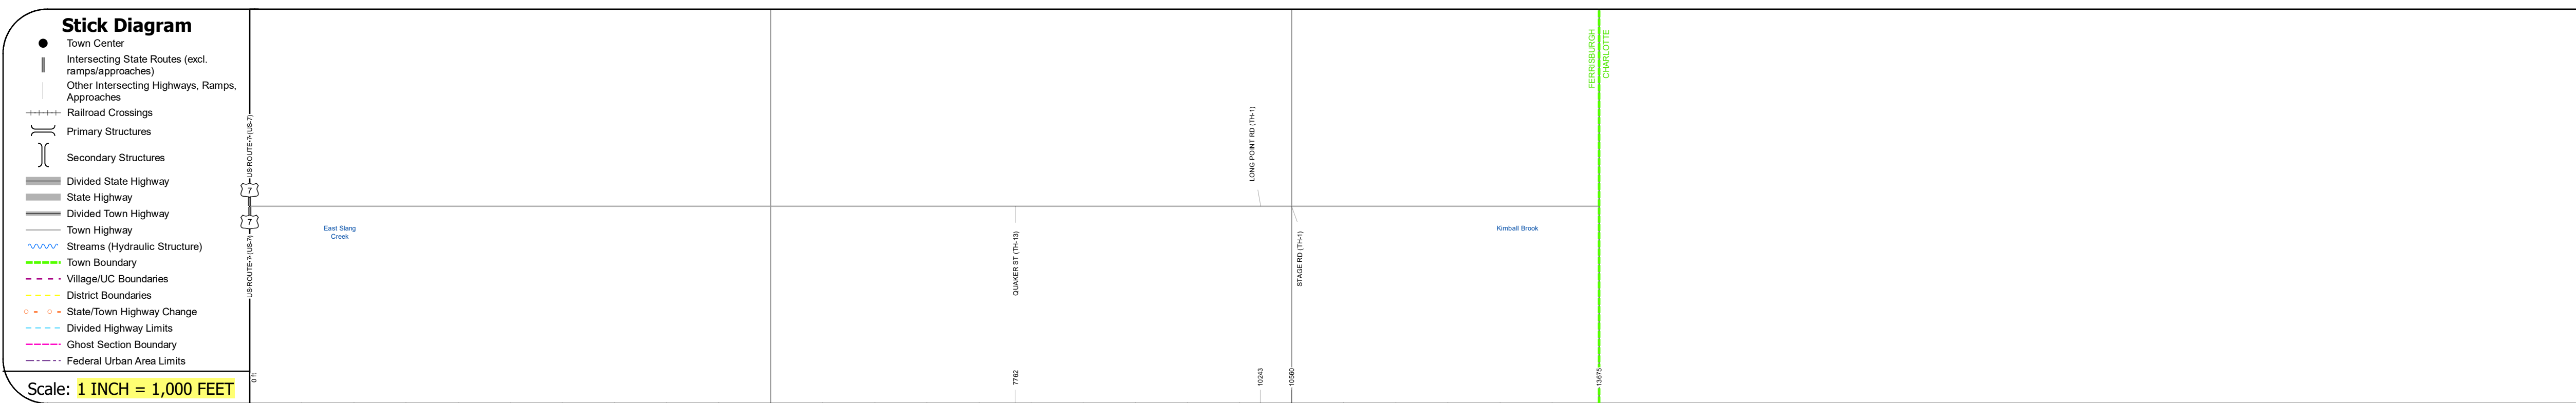 Stick Diagram
Town Center
Intersecting State Routes (excl.
ramps/approaches)
Other Intersecting Highways, Ramps,
Approaches
Railroad Crossings
Primary Structures
Secondary Structures
Divided State Highway
State Highway
Divided Town Highway
Town Highway
Streams (Hydraulic Structure)
Town Boundary
Village/UC Boundaries
District Boundaries
State/Town Highway Change
Divided Highway Limits
Ghost Section Boundary
Federal Urban Area Limits
Scale: 1 INCH = 1,000 FEET
US ROUTE 7 (US-7)
7
7
US ROUTE 7 (US-7)
0 ft
East Slang
Creek
QUAKER ST (TH-13)
7762
LONG POINT RD (TH-1)
10243
STAGE RD (TH-1)
10560
Kimball Brook
FERRISBURGH
CHARLOTTE
13675